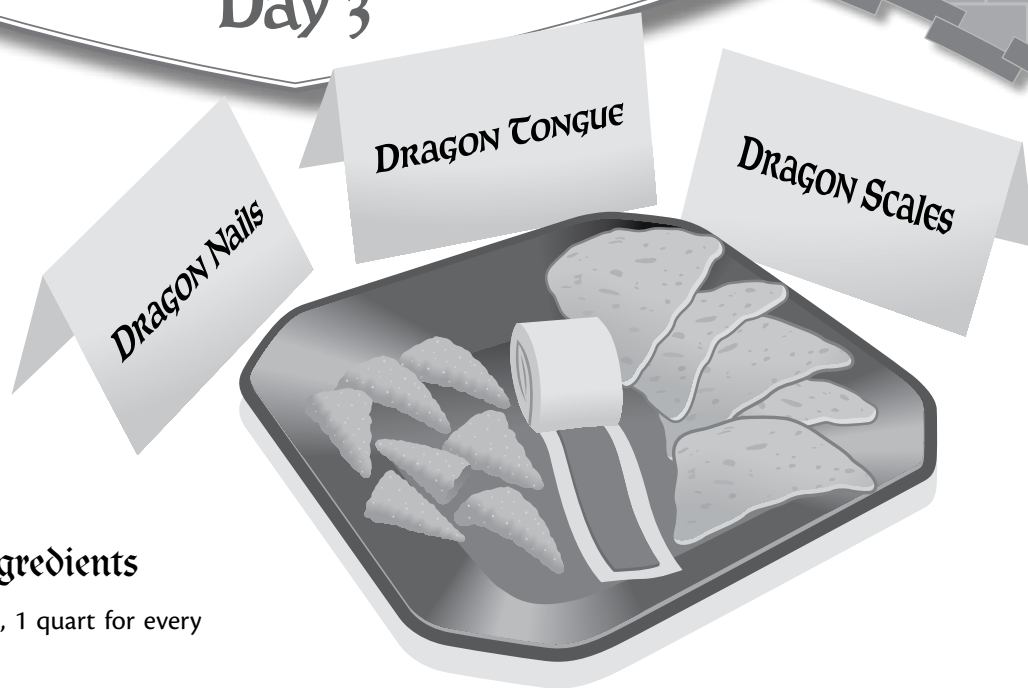 Day 3
Dragon Tongue
Dragon Scales
Dragon Nails
gredients
, 1 quart for every